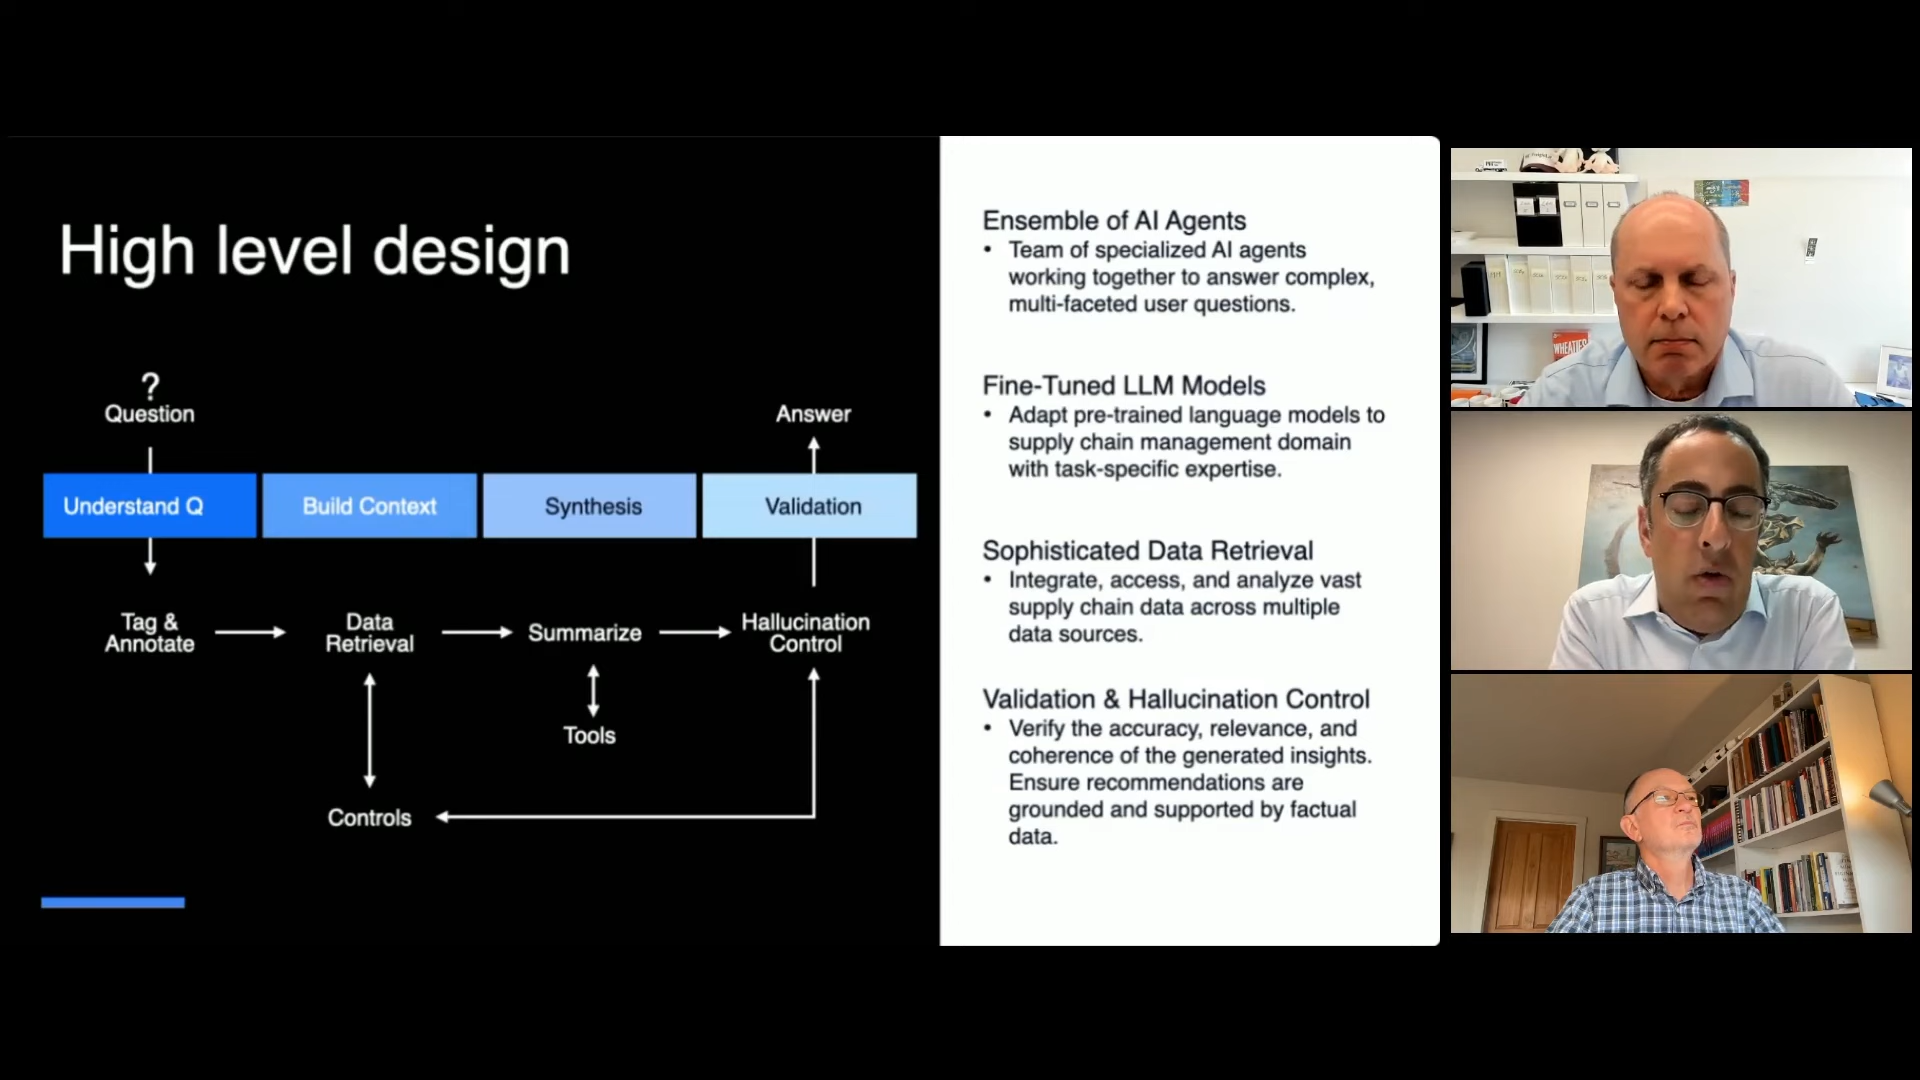 High level design
?
Question
Answer
Understand Q
Build Context
Synthesis
Validation
Tag &
Annotate
Data
Retrieval
Summarize
Hallucination
Control
Tools
Controls
Ensemble of AI Agents
• Team of specialized AI agents
working together to answer complex,
multi-faceted user questions.
Fine-Tuned LLM Models
• Adapt pre-trained language models to
supply chain management domain
with task-specific expertise.
Sophisticated Data Retrieval
• Integrate, access, and analyze vast
supply chain data across multiple
data sources.
Validation & Hallucination Control
• Verify the accuracy, relevance, and
coherence of the generated insights.
Ensure recommendations are
grounded and supported by factual
data.
WHEATIES